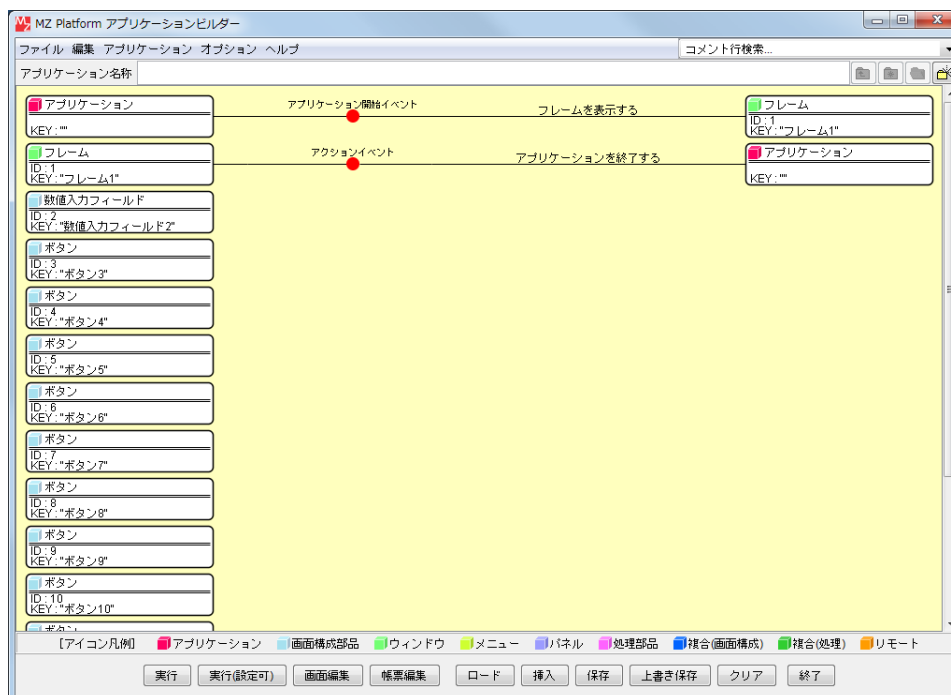 MZ Platform アプリケーションビルダー
ファイル 編集 アプリケーション オプション ヘルプ
コメント行検索...
アプリケーション名称
アプリケーション
KEY:""
アプリケーション開始イベント
フレームを表示する
フレーム
ID:1
KEY:"フレーム1"
フレーム
ID:1
KEY:"フレーム1"
アクションイベント
アプリケーションを終了する
アプリケーション
KEY:""
数値入力フィールド
ID:2
KEY:"数値入力フィールド2"
ボタン
ID:3
KEY:"ボタン3"
ボタン
ID:4
KEY:"ボタン4"
ボタン
ID:5
KEY:"ボタン5"
ボタン
ID:6
KEY:"ボタン6"
ボタン
ID:7
KEY:"ボタン7"
ボタン
ID:8
KEY:"ボタン8"
ボタン
ID:9
KEY:"ボタン9"
ボタン
ID:10
KEY:"ボタン10"
ボタン
[アイコン凡例] アプリケーション 画面構成部品 ウィンドウ メニュー パネル 処理部品 複合(画面構成) 複合(処理) リモート
実行 実行(設定可) 画面編集 帳票編集 ロード 挿入 保存 上書き保存 クリア 終了